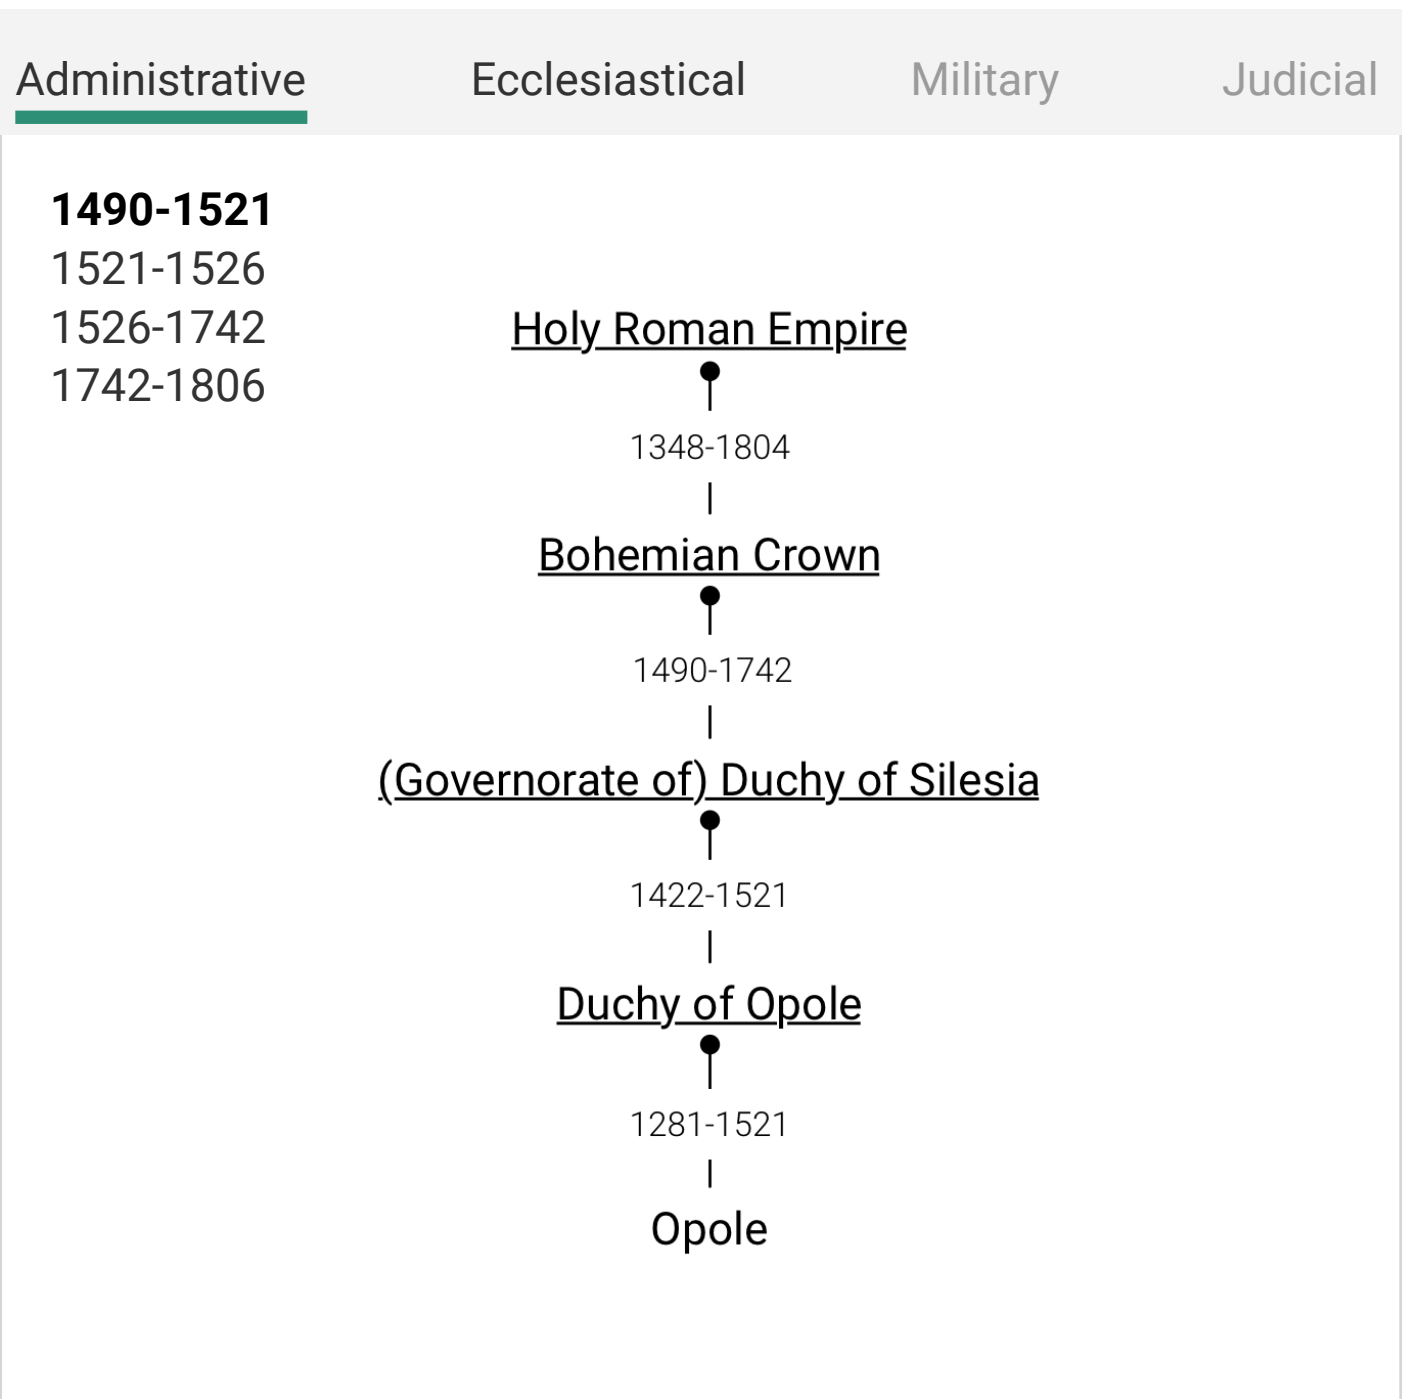 Administrative Ecclesiastical Military Judicial
1490-1521
1521-1526
1526-1742
1742-1806
Holy Roman Empire
1348-1804
Bohemian Crown
1490-1742
(Governorate of) Duchy of Silesia
1422-1521
Duchy of Opole
1281-1521
Opole